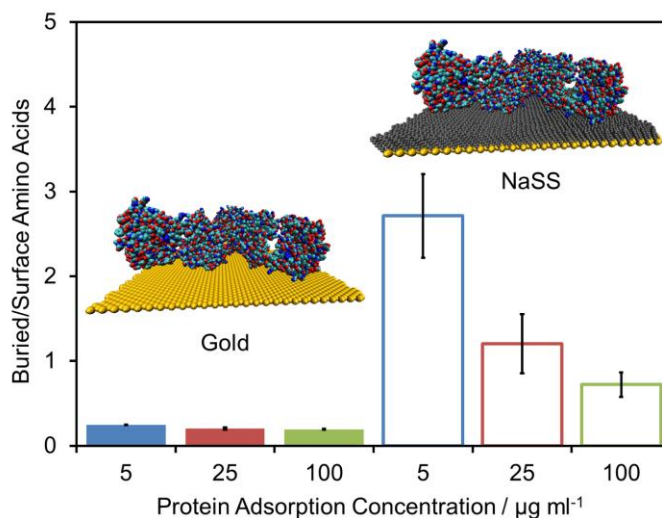 Buried/Surface Amino Acids
5
4
3
2
1
0
NaSS
Gold
5 25 100 5 25 100
Protein Adsorption Concentration / µg ml⁻¹